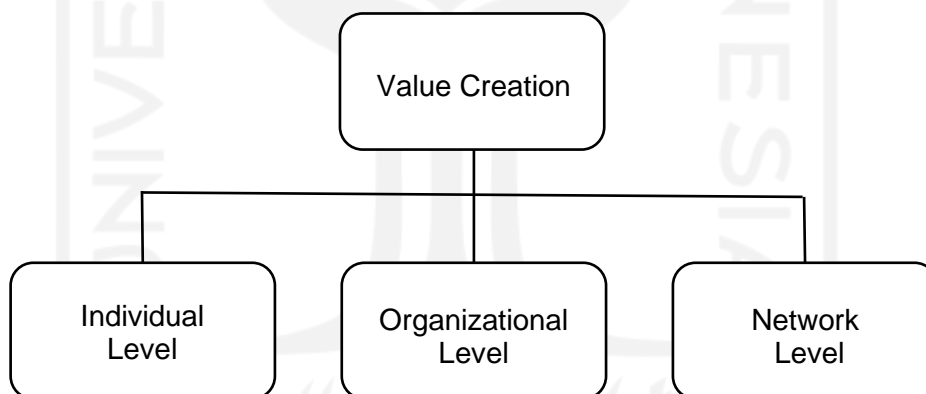 Value Creation
Individual
Level
Organizational
Level
Network
Level